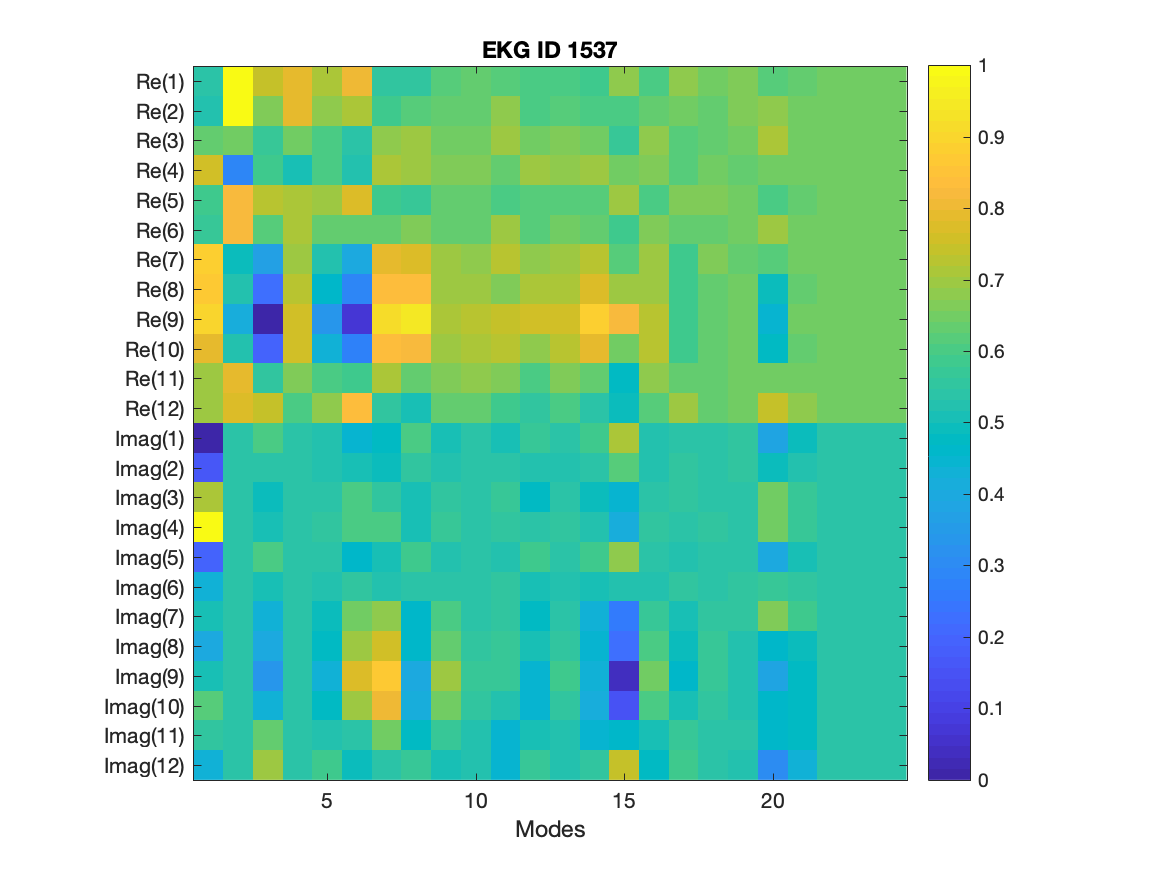 EKG ID 1537
Re(1)
Re(2)
Re(3)
Re(4)
Re(5)
Re(6)
Re(7)
Re(8)
Re(9)
Re(10)
Re(11)
Re(12)
Imag(1)
Imag(2)
Imag(3)
Imag(4)
Imag(5)
Imag(6)
Imag(7)
Imag(8)
Imag(9)
Imag(10)
Imag(11)
Imag(12)
5 10 15 20
Modes
1
0.9
0.8
0.7
0.6
0.5
0.4
0.3
0.2
0.1
0